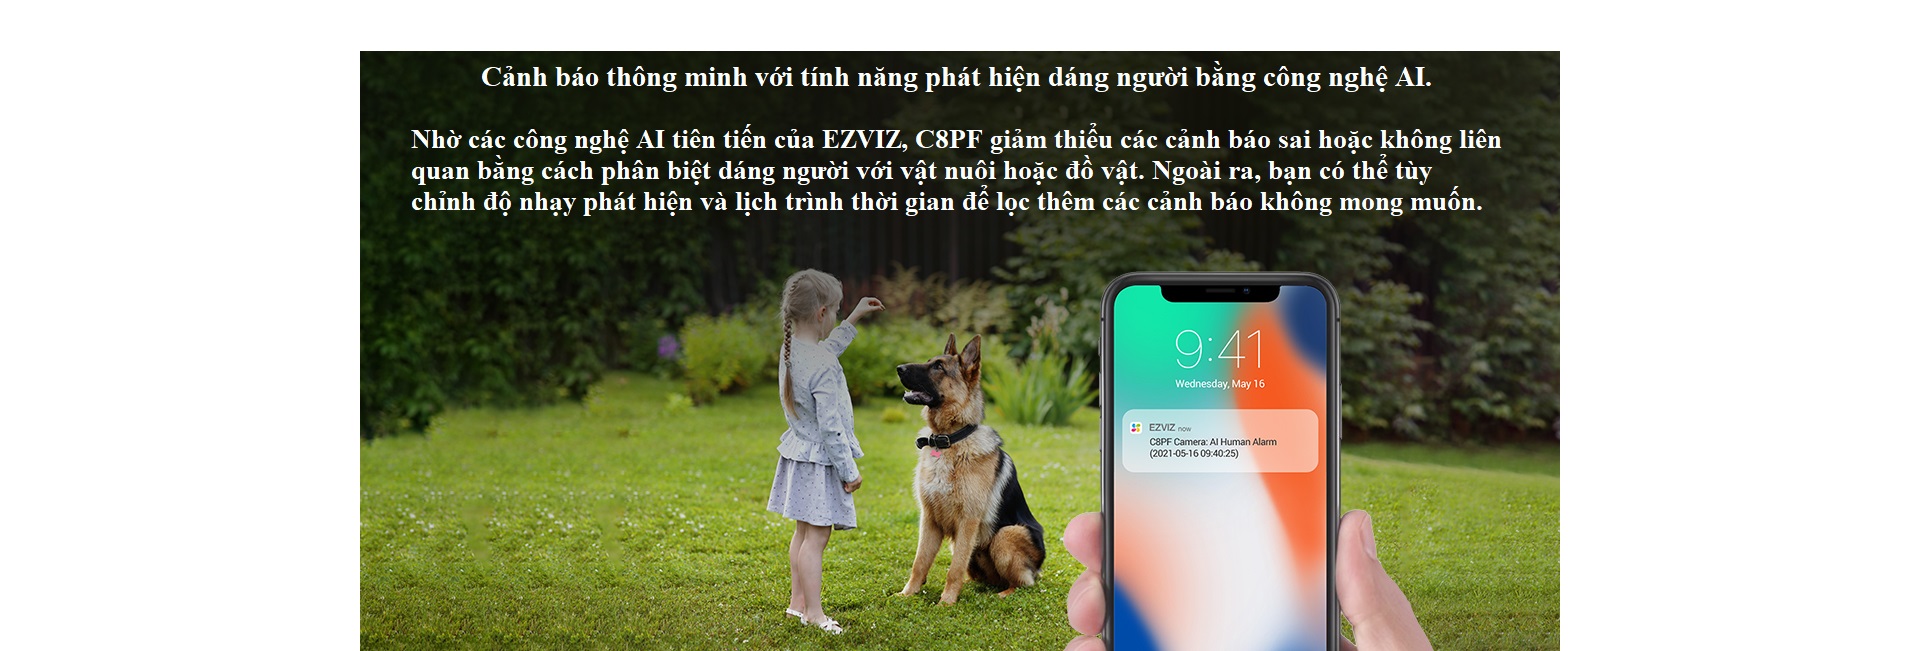 Cảnh báo thông minh với tính năng phát hiện dáng người bằng công nghệ AI.
Nhờ các công nghệ AI tiên tiến của EZVIZ, C8PF giảm thiểu các cảnh báo sai hoặc không liên
quan bằng cách phân biệt dáng người với vật nuôi hoặc đồ vật. Ngoài ra, bạn có thể tùy
chỉnh độ nhạy phát hiện và lịch trình thời gian để lọc thêm các cảnh báo không mong muốn.
9:41
Wednesday, May 16
EZVIZ now
C8PF Camera: AI Human Alarm
(2021-05-16 09:40:25)